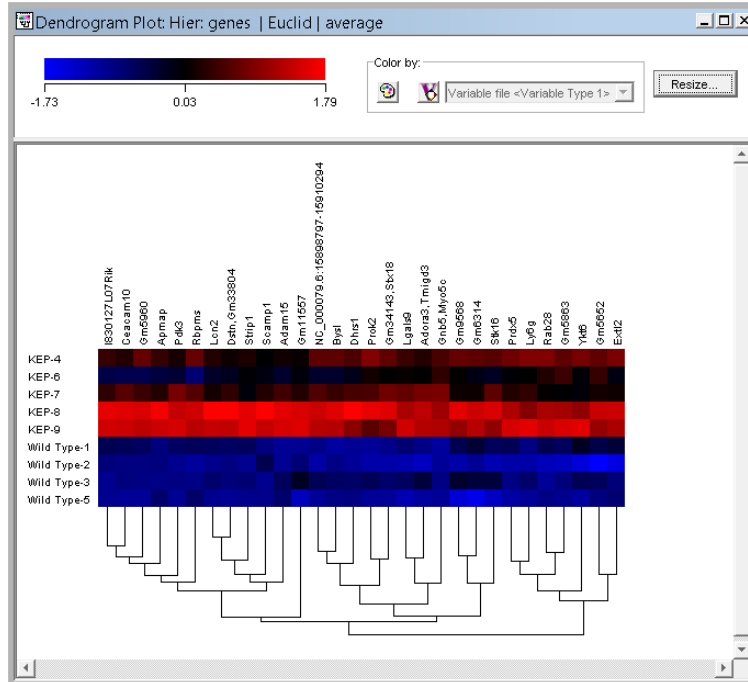 Dendrogram Plot: Hier: genes | Euclid | average
Color by:
Variable file <Variable Type 1>
Resize...
-1.73
0.03
1.79
I830127L07Rik
Ceacam10
Gm5960
Apmap
Pdk3
Rbpms
Lcn2
Dstn,Gm33804
Strip1
Scamp1
Adam15
Gm11557
NC_000079.6:15898797-15910294
Bysl
Dhrs1
Prok2
Gm34143,Stx18
Lgals9
Adora3,Tmigd3
Gnb5,Myo5c
Gm9568
Gm6314
Stk16
Prdx5
Ly6g
Rab28
Gm5863
Ykt6
Gm5652
Extl2
KEP-4
KEP-6
KEP-7
KEP-8
KEP-9
Wild Type-1
Wild Type-2
Wild Type-3
Wild Type-5